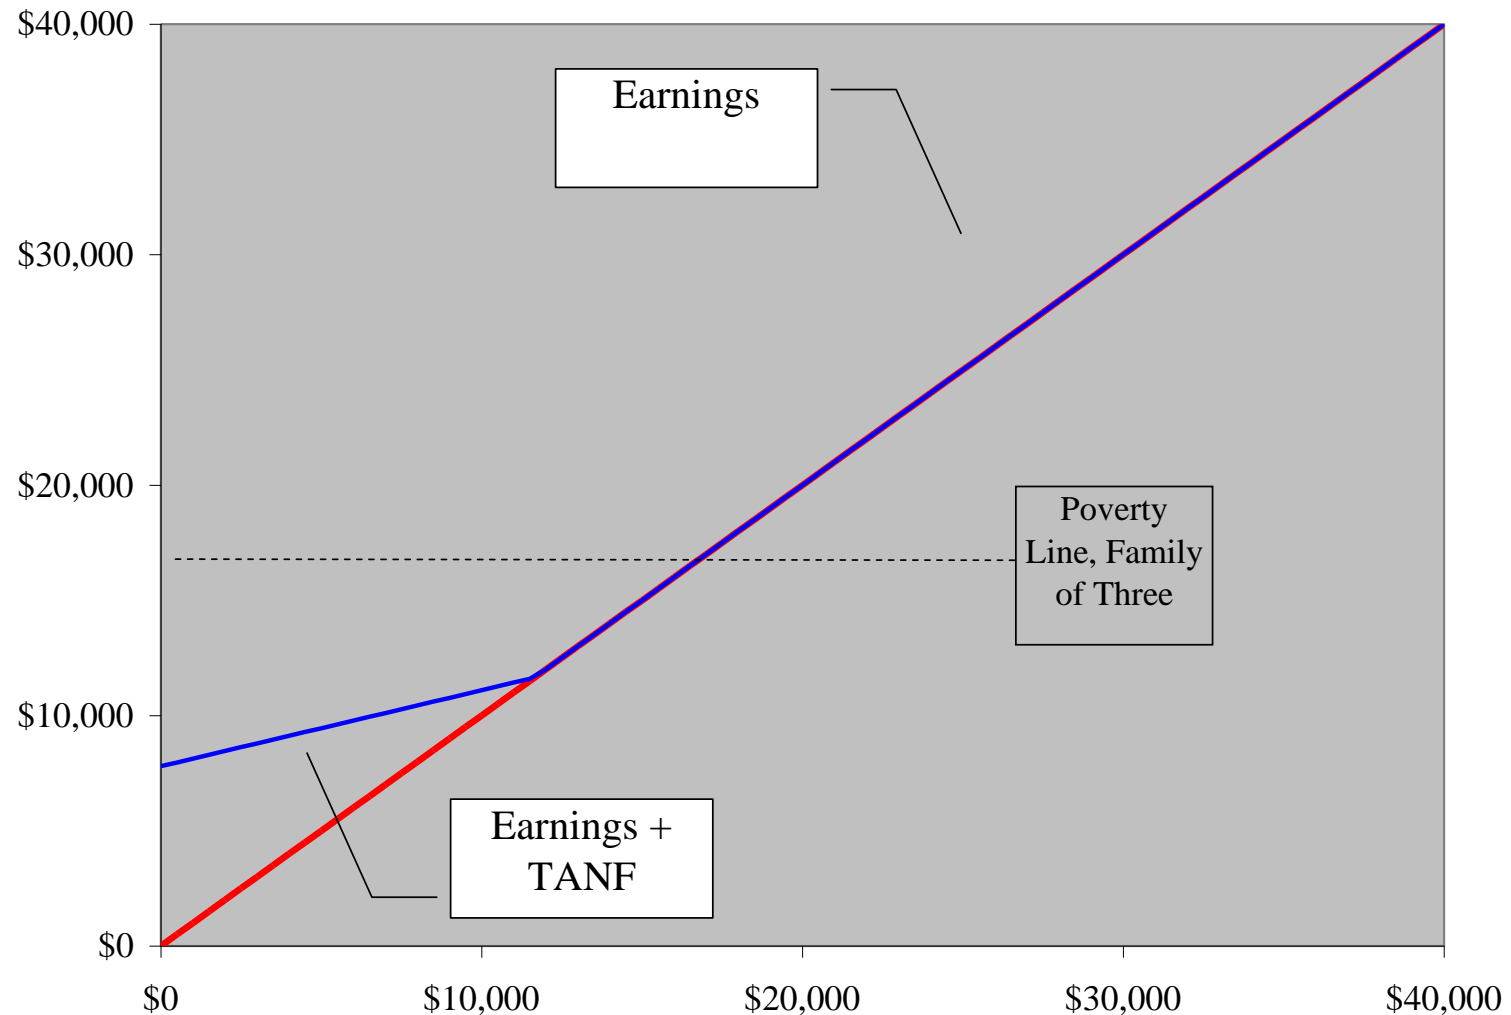 $40,000
Earnings
$30,000
$20,000
Poverty
Line, Family
of Three
$10,000
Earnings +
TANF
$0
$0 $10,000 $20,000 $30,000 $40,000